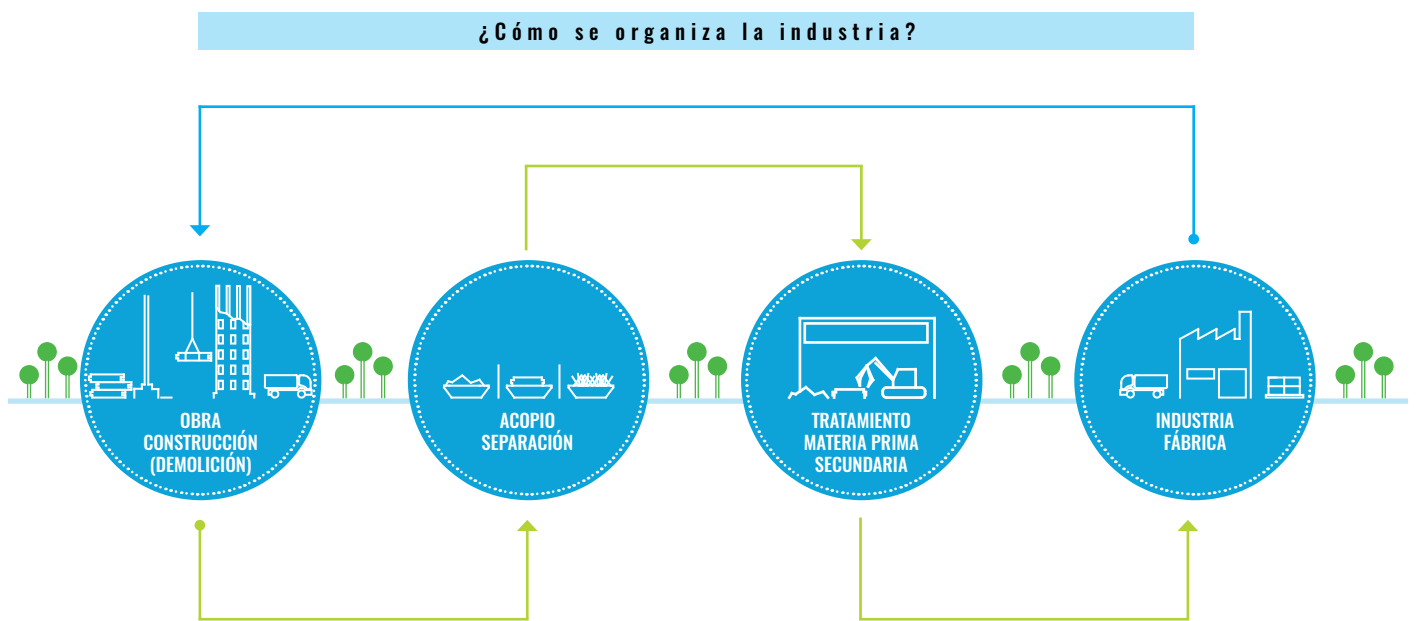 ¿Cómo se organiza la industria?
OBRA
CONSTRUCCIÓN
(DEMOLICIÓN)
ACOPIO
SEPARACIÓN
TRATAMIENTO
MATERIA PRIMA
SECUNDARIA
INDUSTRIA
FÁBRICA